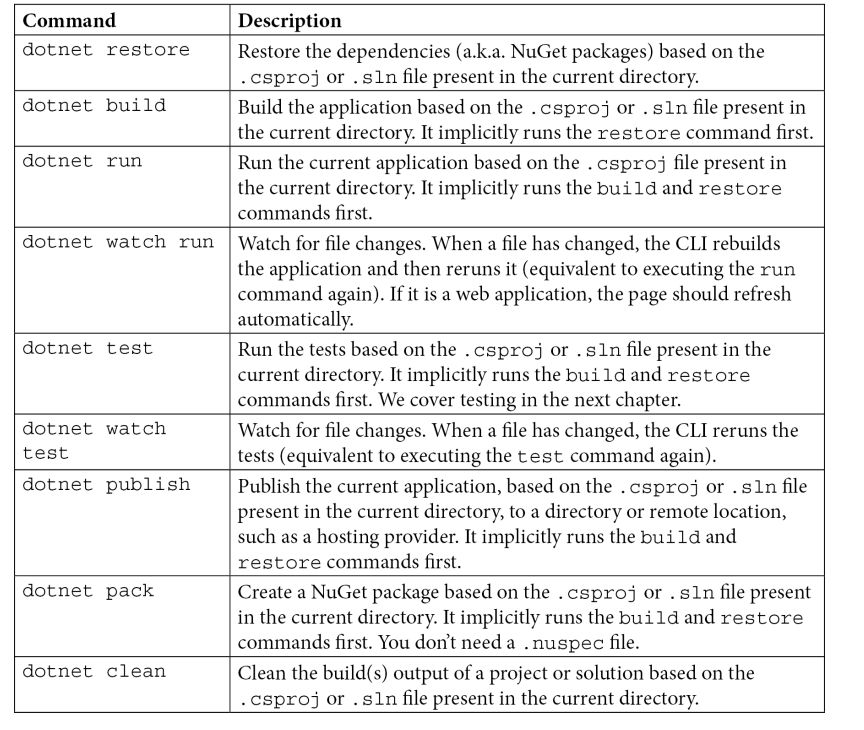 Command Description
dotnet restore Restore the dependencies (a.k.a. NuGet packages) based on the
.csproj or .sln file present in the current directory.
dotnet build Build the application based on the .csproj or .sln file present in
the current directory. It implicitly runs the restore command first.
dotnet run Run the current application based on the .csproj file present in
the current directory. It implicitly runs the build and restore
commands first.
dotnet watch run Watch for file changes. When a file has changed, the CLI rebuilds
the application and then reruns it (equivalent to executing the run
command again). If it is a web application, the page should refresh
automatically.
dotnet test Run the tests based on the .csproj or .sln file present in the
current directory. It implicitly runs the build and restore
commands first. We cover testing in the next chapter.
dotnet watch Watch for file changes. When a file has changed, the CLI reruns the
test tests (equivalent to executing the test command again).
dotnet publish Publish the current application, based on the .csproj or .sln file
present in the current directory, to a directory or remote location,
such as a hosting provider. It implicitly runs the build and
restore commands first.
dotnet pack Create a NuGet package based on the .csproj or .sln file present
in the current directory. It implicitly runs the build and restore
commands first. You don't need a .nuspec file.
dotnet clean Clean the build(s) output of a project or solution based on the
.csproj or .sln file present in the current directory.